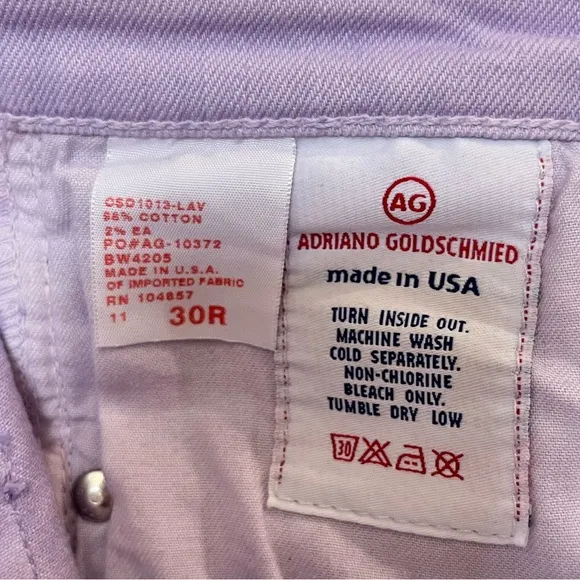 OSD1013-LAV
98% COTTON
2% EA
PO#AG-10372
BW4205
MADE IN U.S.A.
OF IMPORTED FABRIC
RN 104857
11 30R
AG
ADRIANO GOLDSCHMIED
made in USA
TURN INSIDE OUT.
MACHINE WASH
COLD SEPARATELY.
NON-CHLORINE
BLEACH ONLY.
TUMBLE DRY LOW
30